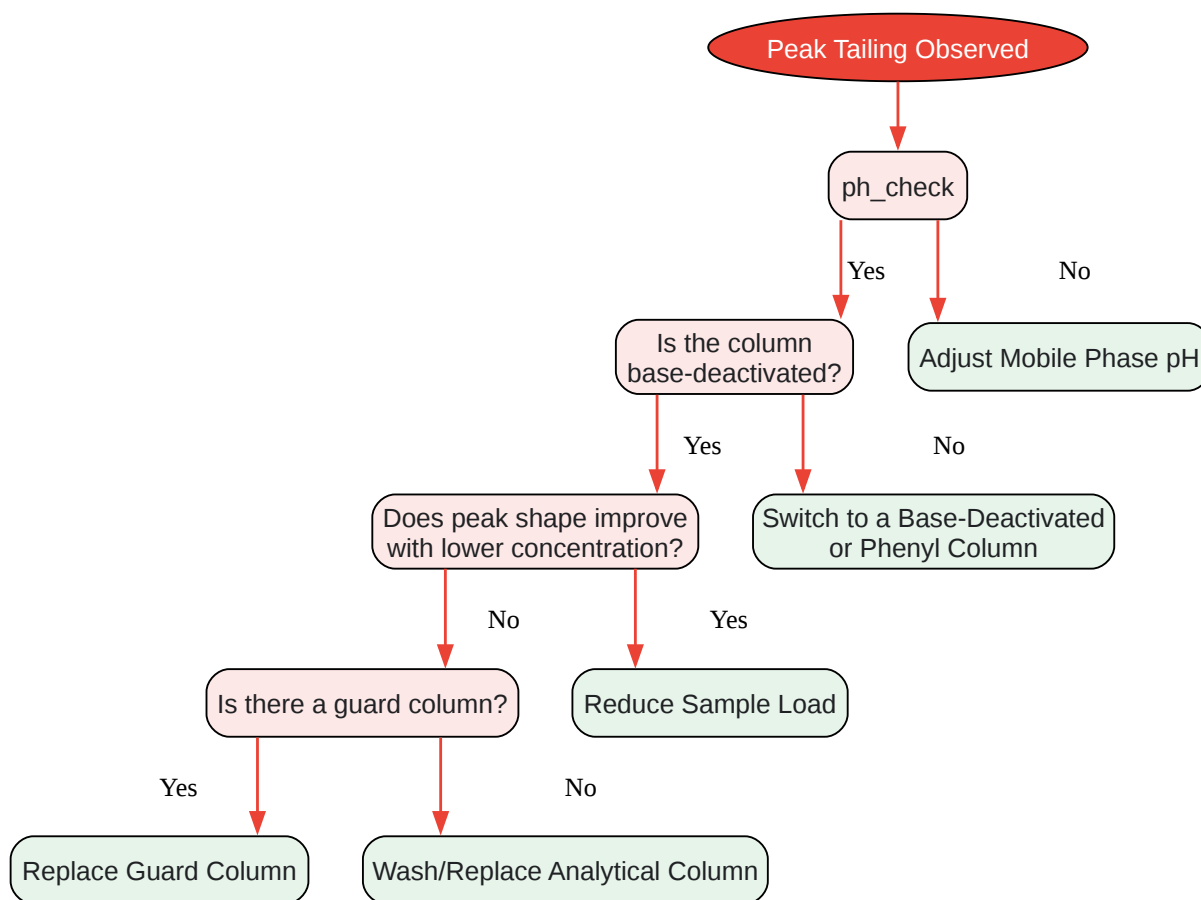 Peak Tailing Observed
ph_check
Yes
No
Is the column
base-deactivated?
Adjust Mobile Phase pH
Yes
No
Does peak shape improve
with lower concentration?
Switch to a Base-Deactivated
or Phenyl Column
No
Yes
Is there a guard column?
Reduce Sample Load
Yes
No
Replace Guard Column
Wash/Replace Analytical Column